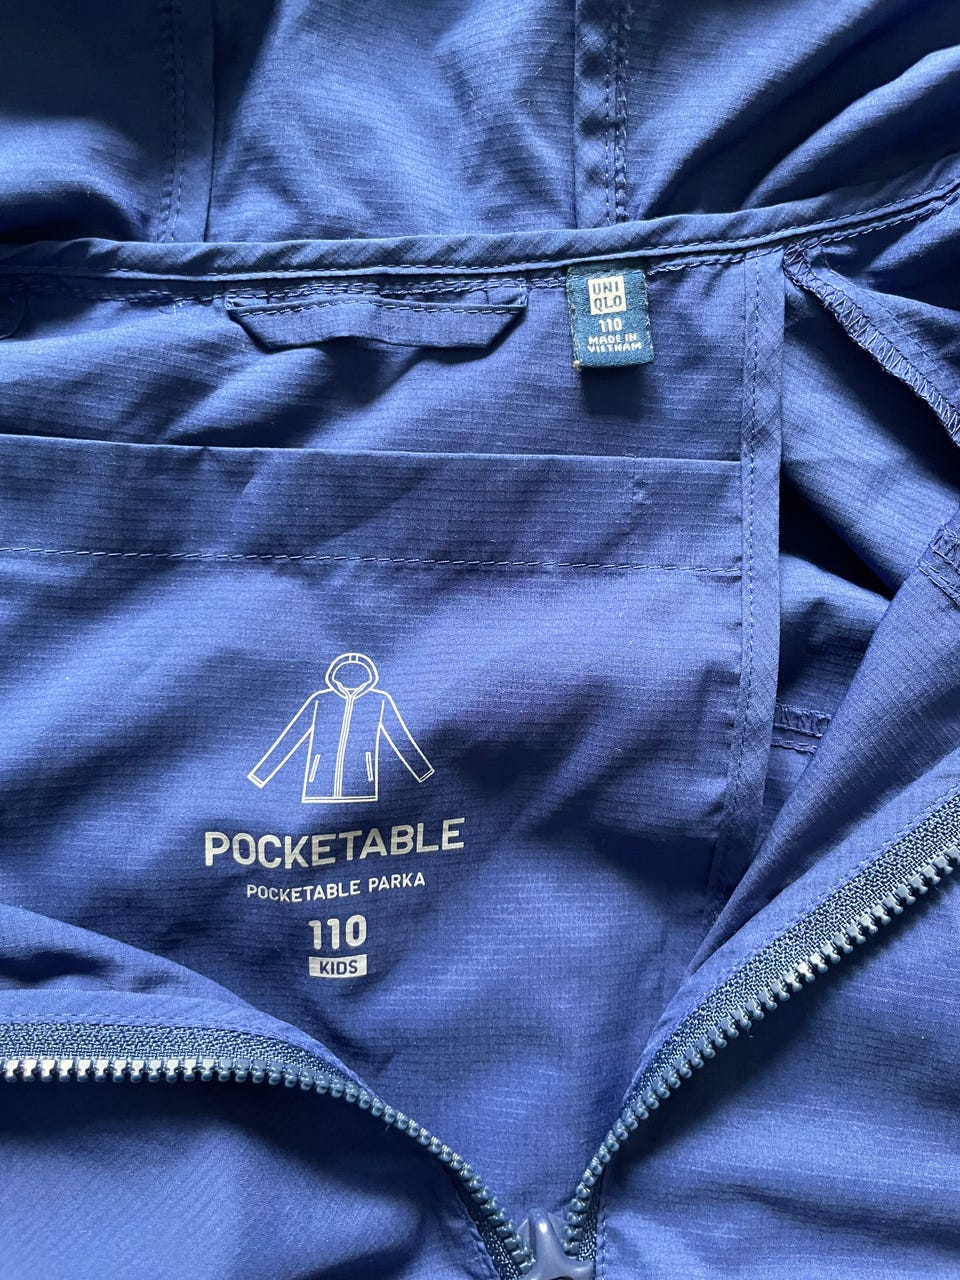 UNI
QLO
110
MADE IN
VIETNAM
POCKETABLE
POCKETABLE PARKA
110
KIDS